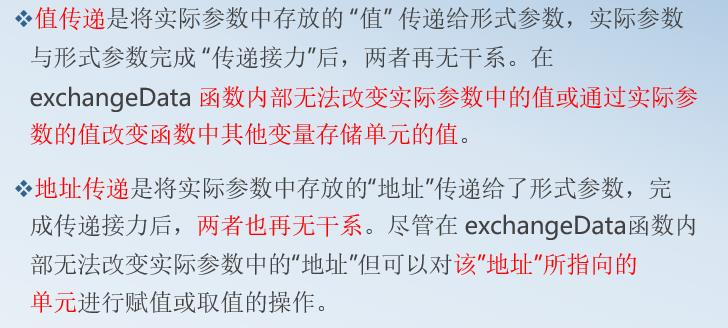 ❖值传递是将实际参数中存放的 “值” 传递给形式参数，实际参数
与形式参数完成 “传递接力”后，两者再无干系。在
exchangeData 函数内部无法改变实际参数中的值或通过实际参
数的值改变函数中其他变量存储单元的值。
❖地址传递是将实际参数中存放的“地址”传递给了形式参数，完
成传递接力后，两者也再无干系。尽管在 exchangeData函数内
部无法改变实际参数中的“地址”但可以对该”地址”所指向的
单元进行赋值或取值的操作。